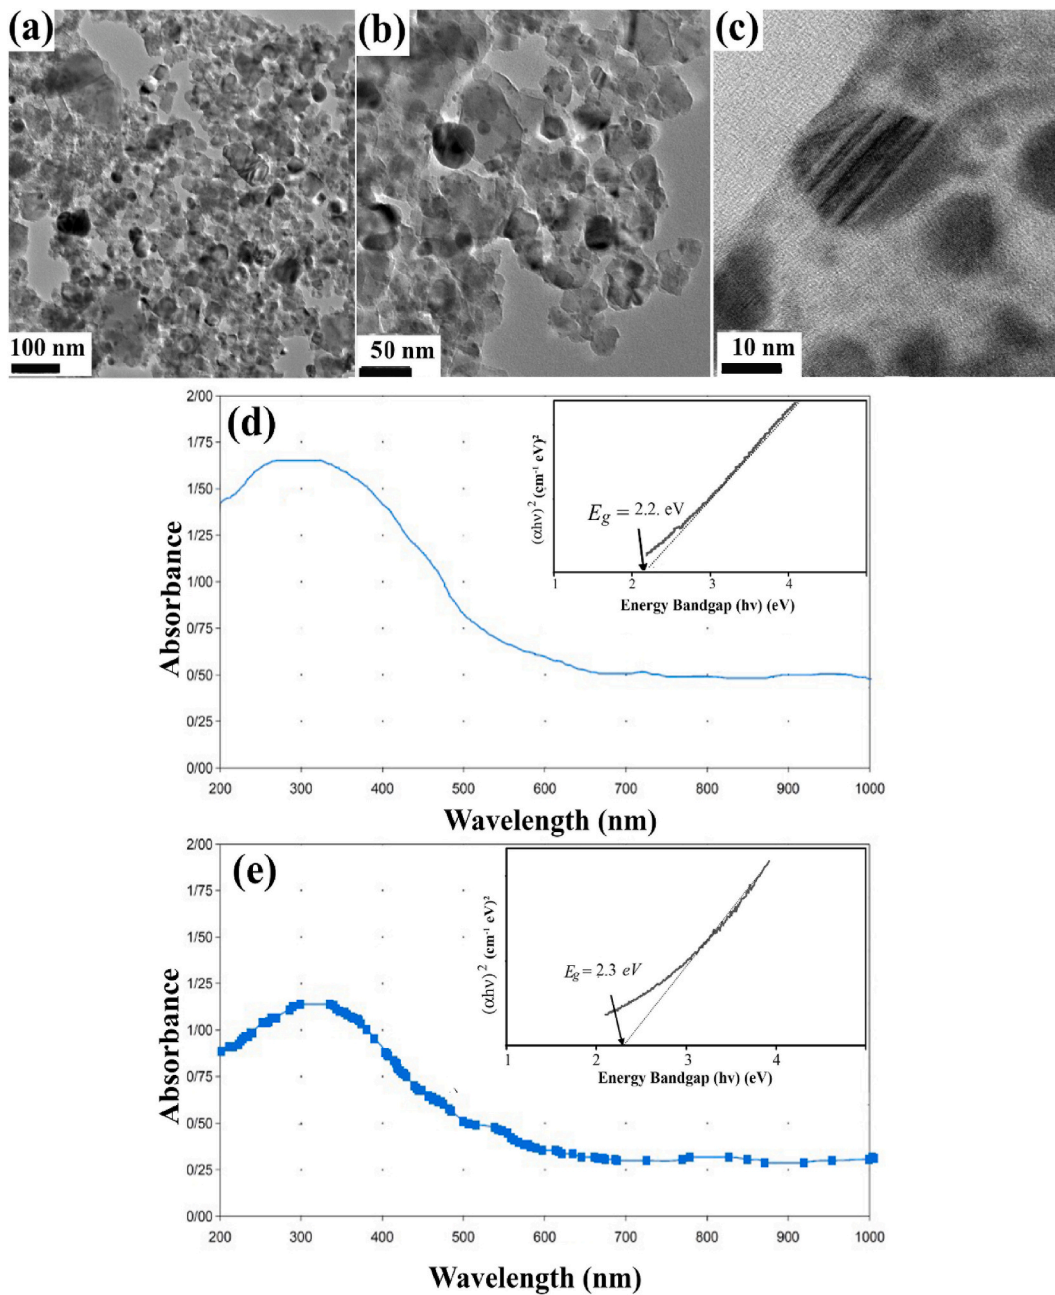 (a)
(b)
(c)
100 nm
50 nm
10 nm
(d)
2/00
1/75
1/50
1/25
1/00
0/75
0/50
0/25
0/00
Absorbance
200 300 400 500 600 700 800 900 1000
Wavelength (nm)
(αhν) ² (cm⁻¹ eV)²
E_g = 2.2. eV
1 2 3 4
Energy Bandgap (hν) (eV)
(e)
2/00
1/75
1/50
1/25
1/00
0/75
0/50
0/25
0/00
Absorbance
200 300 400 500 600 700 800 900 1000
Wavelength (nm)
(αhν) ² (cm⁻¹ eV)²
E_g = 2.3 eV
1 2 3 4
Energy Bandgap (hν) (eV)